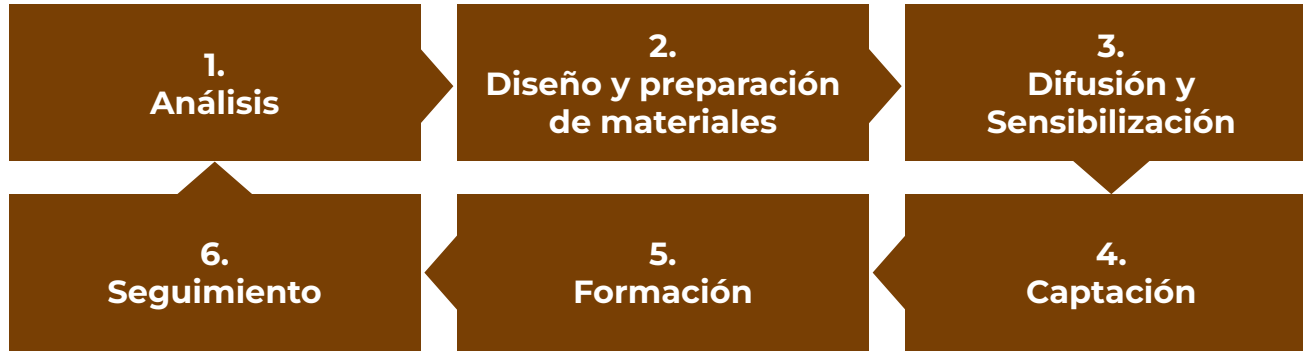 1.
Análisis
2.
Diseño y preparación
de materiales
3.
Difusión y
Sensibilización
4.
Captación
5.
Formación
6.
Seguimiento